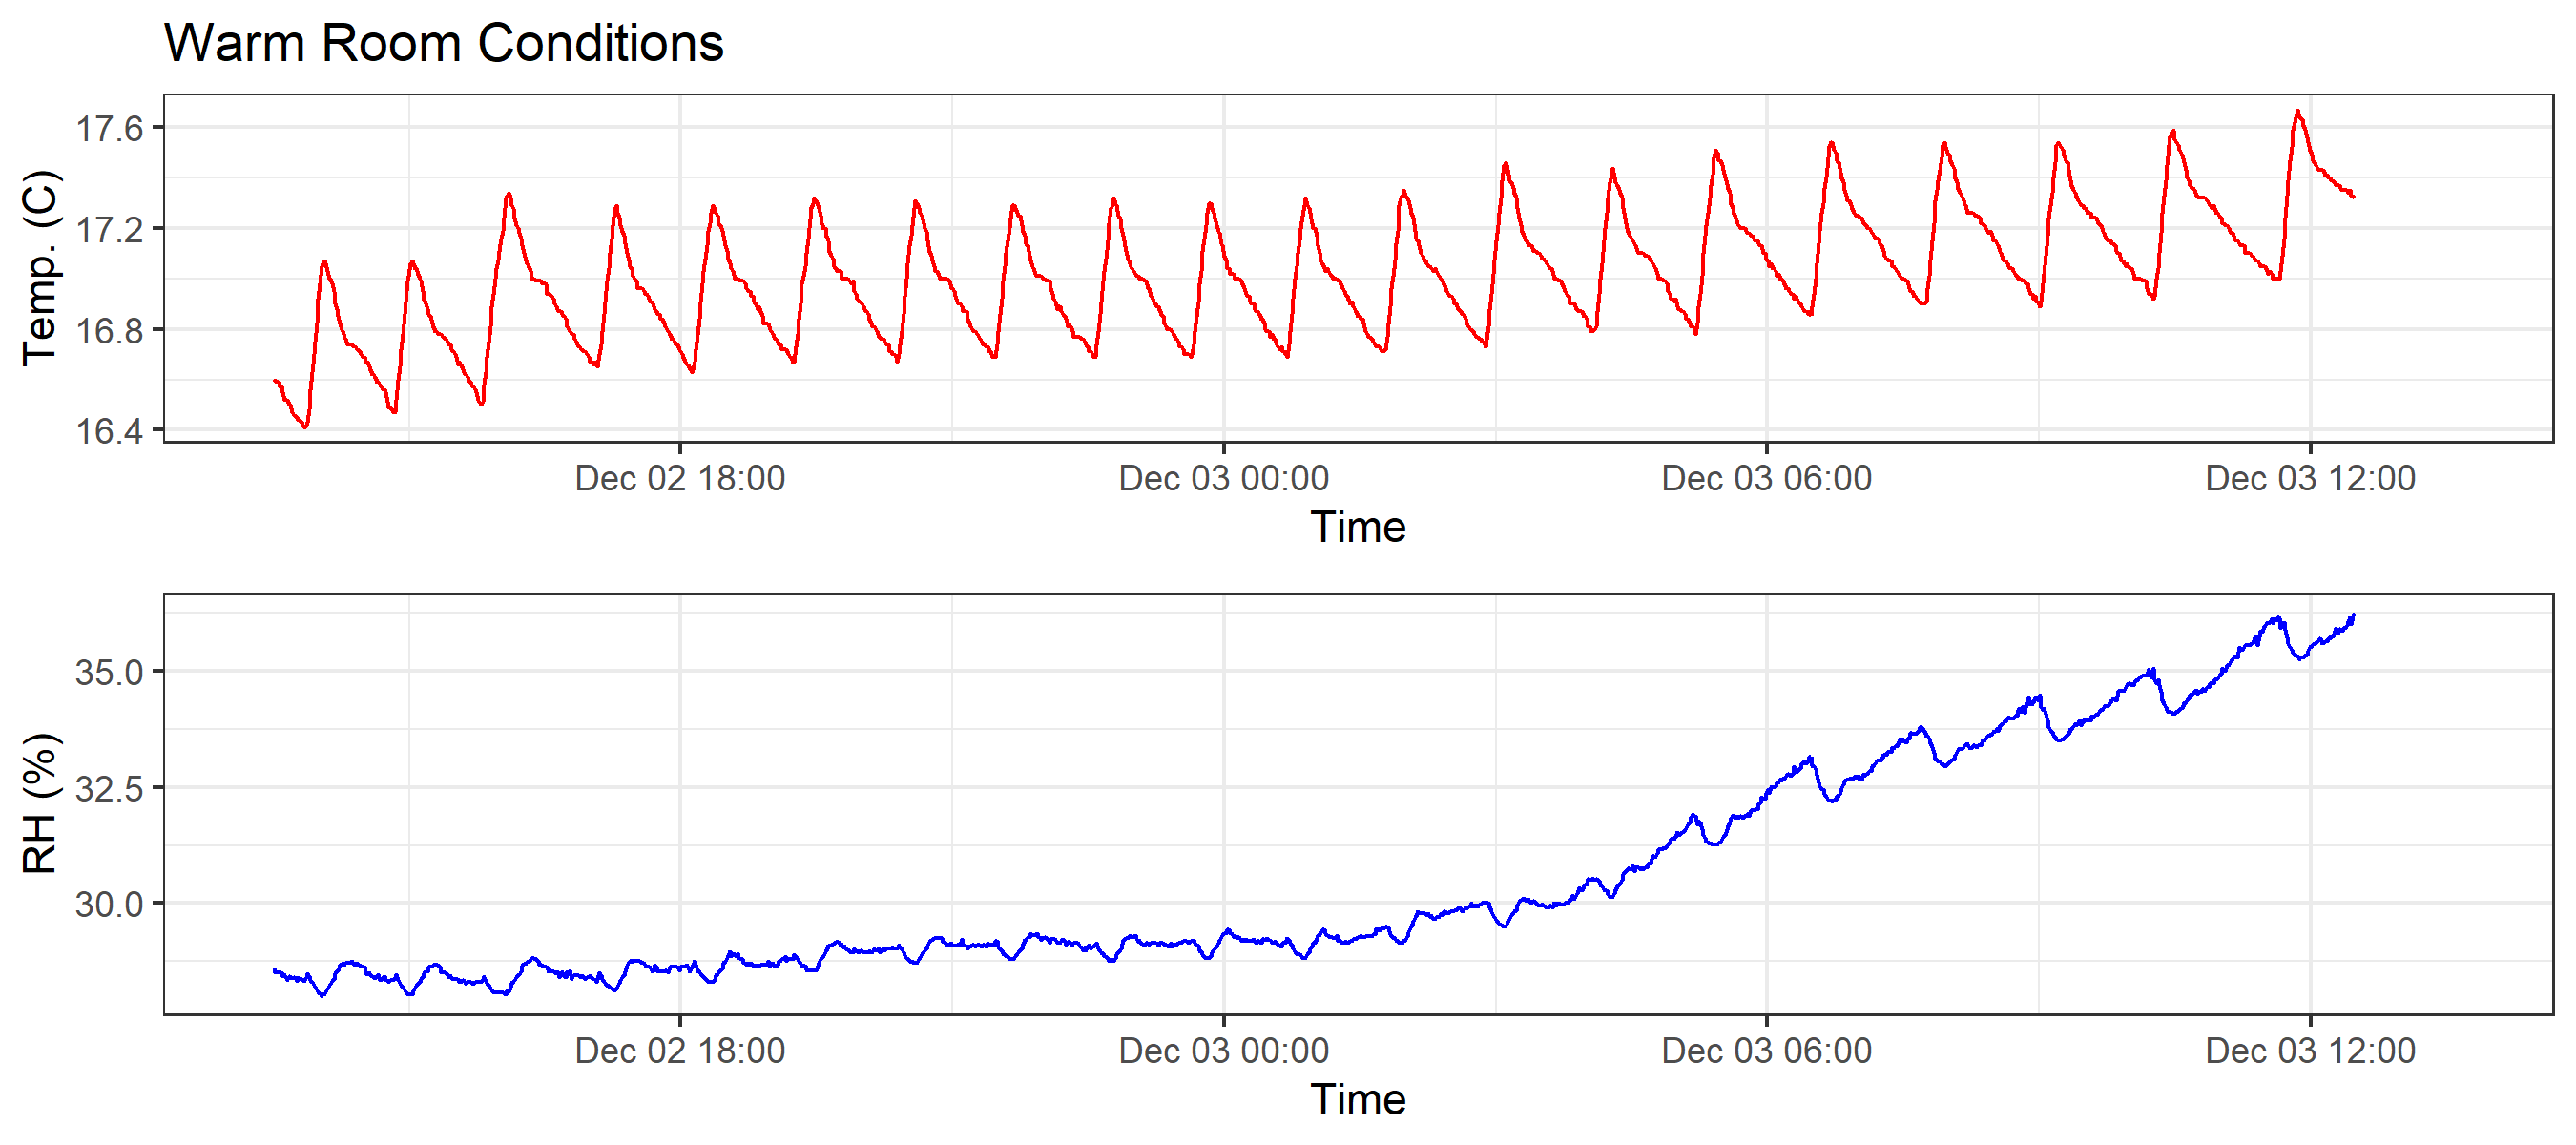 Warm Room Conditions
Temp. (C)
17.6
17.2
16.8
16.4
Dec 02 18:00 Dec 03 00:00 Dec 03 06:00 Dec 03 12:00
Time
RH (%)
35.0
32.5
30.0
Dec 02 18:00 Dec 03 00:00 Dec 03 06:00 Dec 03 12:00
Time